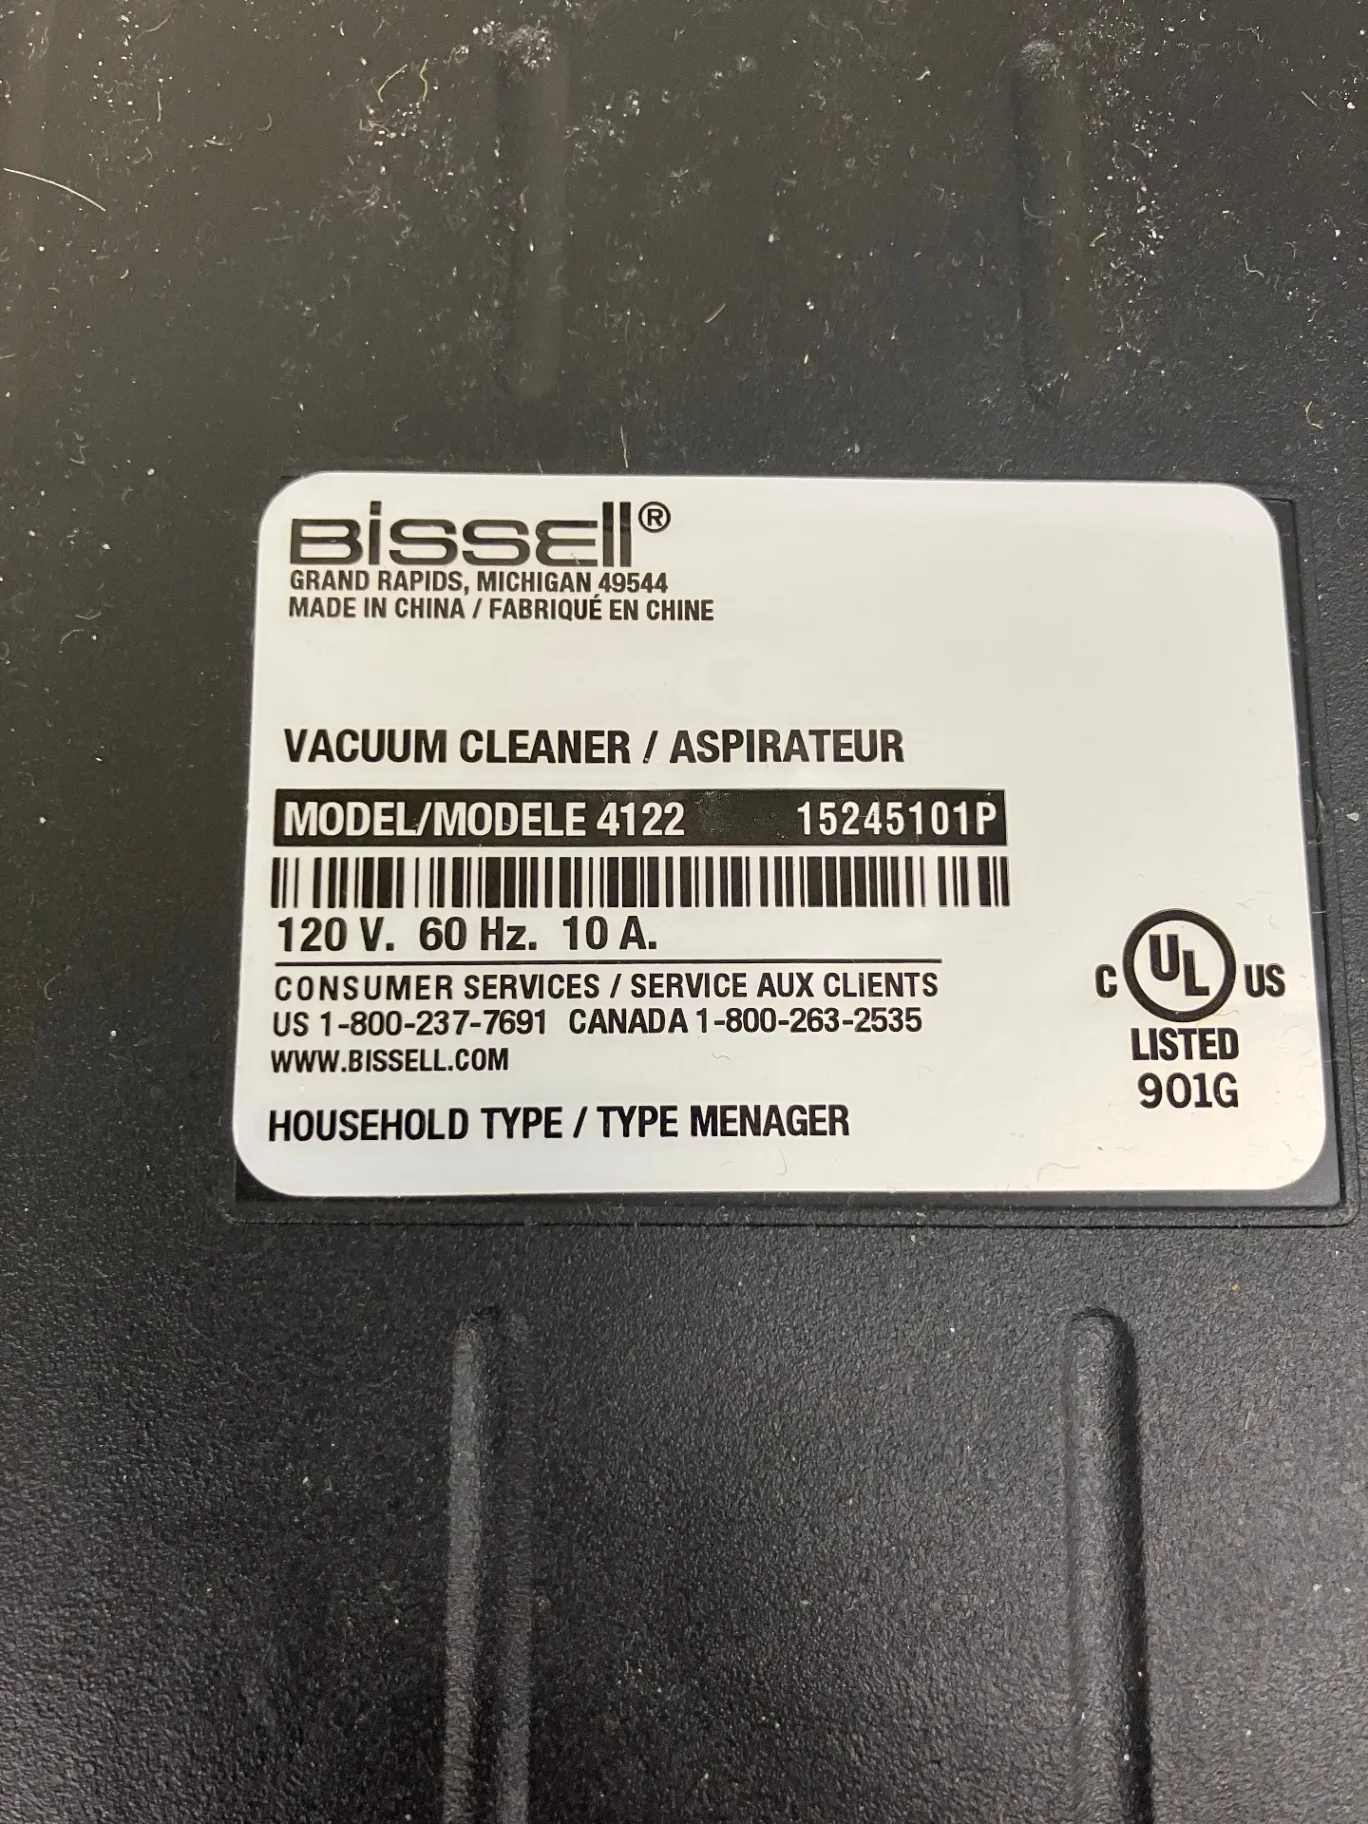 BISSELL®
GRAND RAPIDS, MICHIGAN 49544
MADE IN CHINA / FABRIQUÉ EN CHINE
VACUUM CLEANER / ASPIRATEUR
MODEL/MODELE 4122 15245101P
120 V. 60 Hz. 10 A.
CONSUMER SERVICES / SERVICE AUX CLIENTS
US 1-800-237-7691 CANADA 1-800-263-2535
WWW.BISSELL.COM
HOUSEHOLD TYPE / TYPE MENAGER
C UL US
LISTED
901G